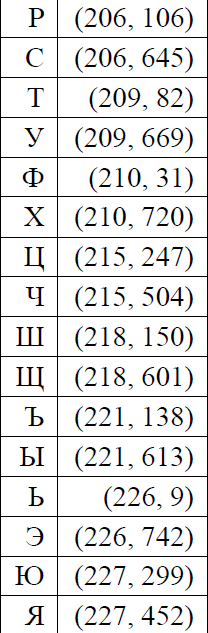 Р (206, 106)
С (206, 645)
Т (209, 82)
У (209, 669)
Ф (210, 31)
Х (210, 720)
Ц (215, 247)
Ч (215, 504)
Ш (218, 150)
Щ (218, 601)
Ъ (221, 138)
Ы (221, 613)
Ь (226, 9)
Э (226, 742)
Ю (227, 299)
Я (227, 452)